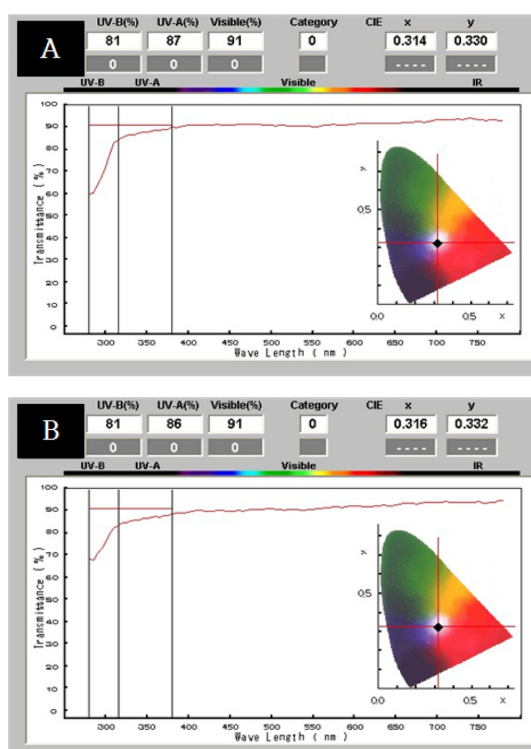 A
UV-B(%) UV-A(%) Visible(%) Category CIE x y
81 87 91 0 0.314 0.330
0 0 0 ---- ----
UV-B UV-A Visible IR
100
90
80
70
60
50
40
30
20
10
0
Transmittance (%)
300 350 400 450 500 550 600 650 700 750
Wave Length ( nm )
y
0.5
0.0 0.5 x
B
UV-B(%) UV-A(%) Visible(%) Category CIE x y
81 86 91 0 0.316 0.332
0 0 0 ---- ----
UV-B UV-A Visible IR
100
90
80
70
60
50
40
30
20
10
0
Transmittance (%)
300 350 400 450 500 550 600 650 700 750
Wave Length ( nm )
y
0.5
0.0 0.5 x